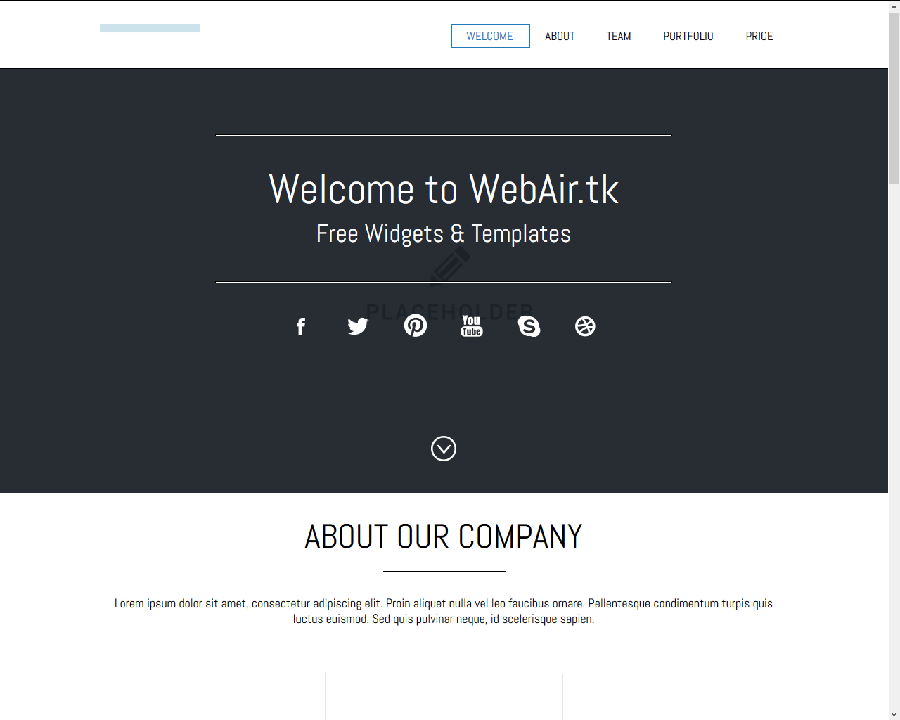 WELCOME ABOUT TEAM PORTFOLIO PRICE
Welcome to WebAir.tk
Free Widgets & Templates
PLACEHOLDER
You
Tube
ABOUT OUR COMPANY
Lorem ipsum dolor sit amet, consectetur adipiscing elit. Proin aliquet nulla vel leo faucibus ornare. Pellentesque condimentum turpis quis
luctus euismod. Sed quis pulvinar neque, id scelerisque sapien.